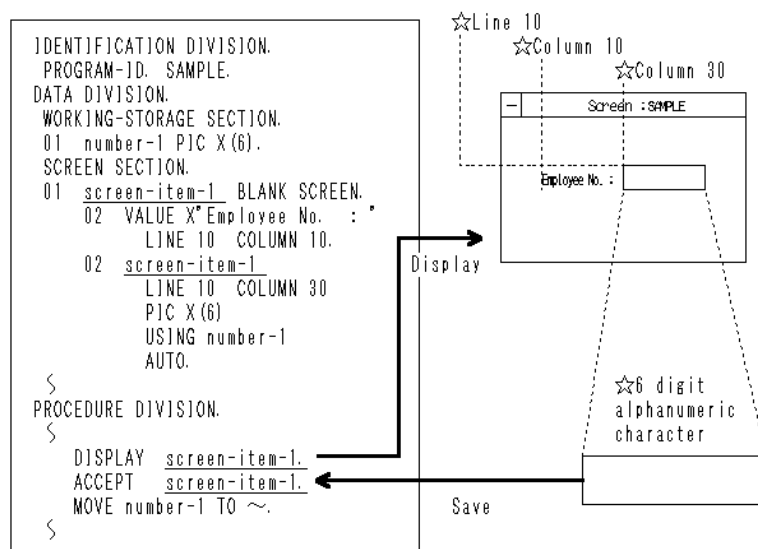 IDENTIFICATION DIVISION.
PROGRAM-ID. SAMPLE.
DATA DIVISION.
WORKING-STORAGE SECTION.
01 number-1 PIC X(6).
SCREEN SECTION.
01 screen-item-1 BLANK SCREEN.
02 VALUE X"Employee No. : "
LINE 10 COLUMN 10.
02 screen-item-1
LINE 10 COLUMN 30
PIC X(6)
USING number-1
AUTO.
PROCEDURE DIVISION.
DISPLAY screen-item-1.
ACCEPT screen-item-1.
MOVE number-1 TO ～.
☆Line 10
☆Column 10
☆Column 30
Screen :SAMPLE
Employee No. :
Display
☆6 digit
alphanumeric
character
Save